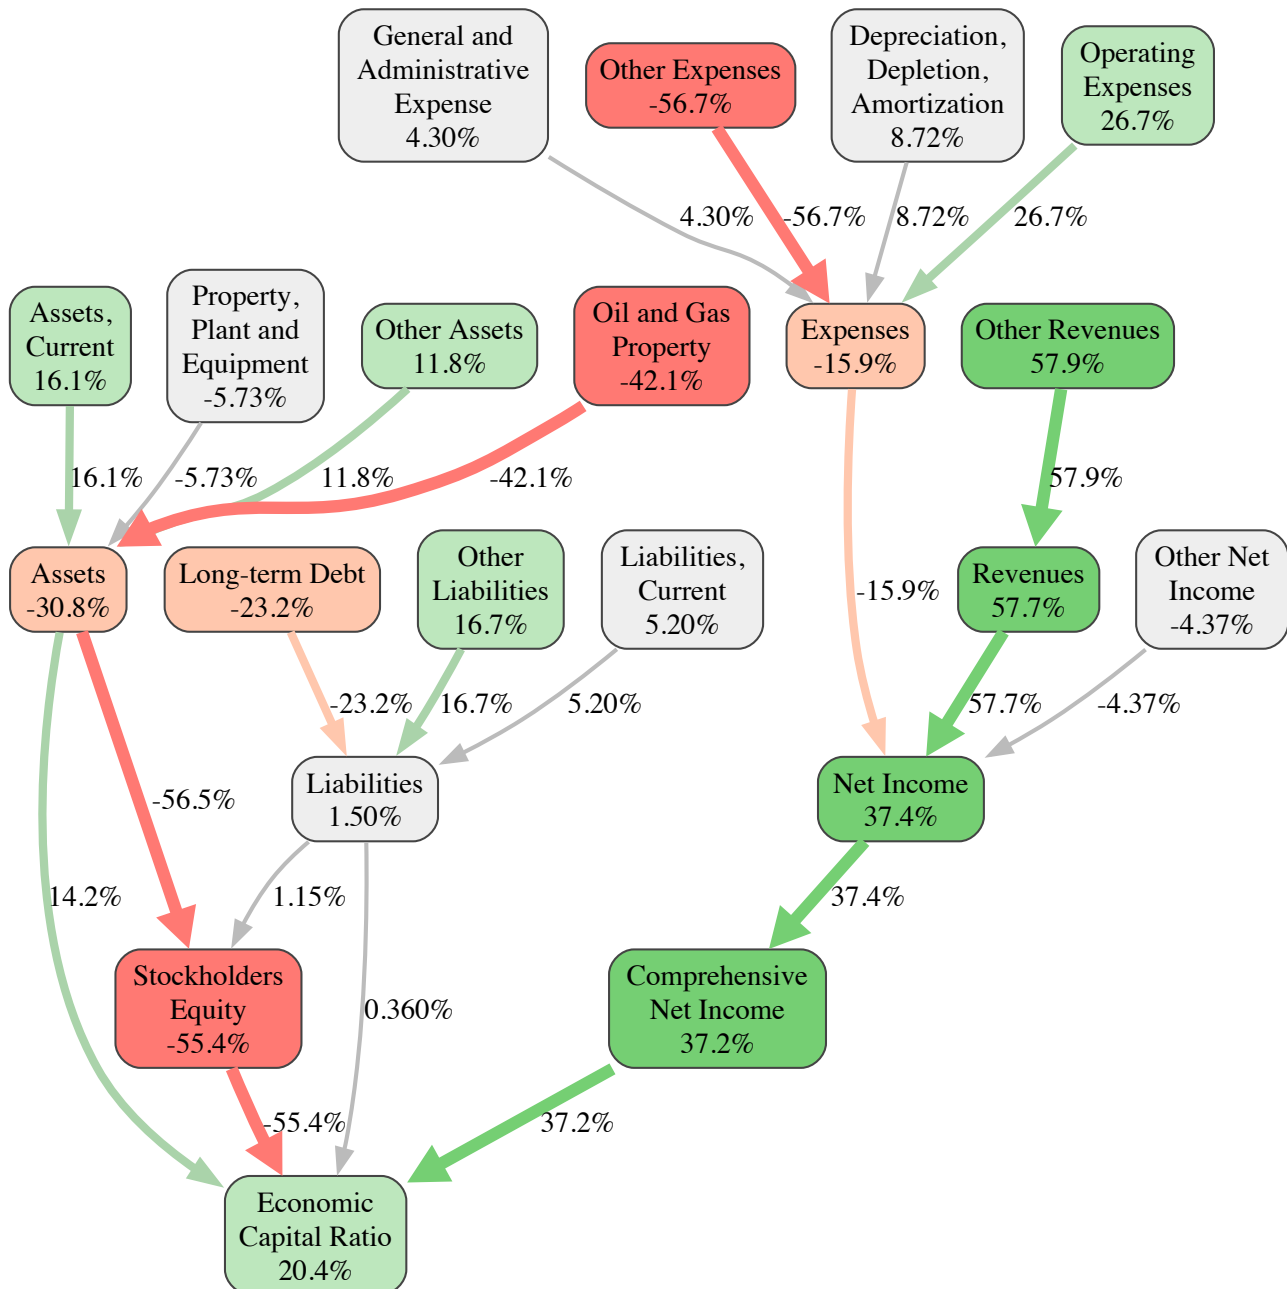 General and
Administrative
Expense
4.30%
Other Expenses
-56.7%
Depreciation,
Depletion,
Amortization
8.72%
Operating
Expenses
26.7%
4.30%
-56.7%
8.72%
26.7%
Assets,
Current
16.1%
Property,
Plant and
Equipment
-5.73%
Other Assets
11.8%
Oil and Gas
Property
-42.1%
Expenses
-15.9%
Other Revenues
57.9%
16.1%
-5.73%
11.8%
-42.1%
57.9%
Assets
-30.8%
Long-term Debt
-23.2%
Other
Liabilities
16.7%
Liabilities,
Current
5.20%
-15.9%
Revenues
57.7%
Other Net
Income
-4.37%
-23.2%
16.7%
5.20%
57.7%
-4.37%
-56.5%
Liabilities
1.50%
Net Income
37.4%
14.2%
1.15%
37.4%
Stockholders
Equity
-55.4%
0.360%
Comprehensive
Net Income
37.2%
-55.4%
37.2%
Economic
Capital Ratio
20.4%